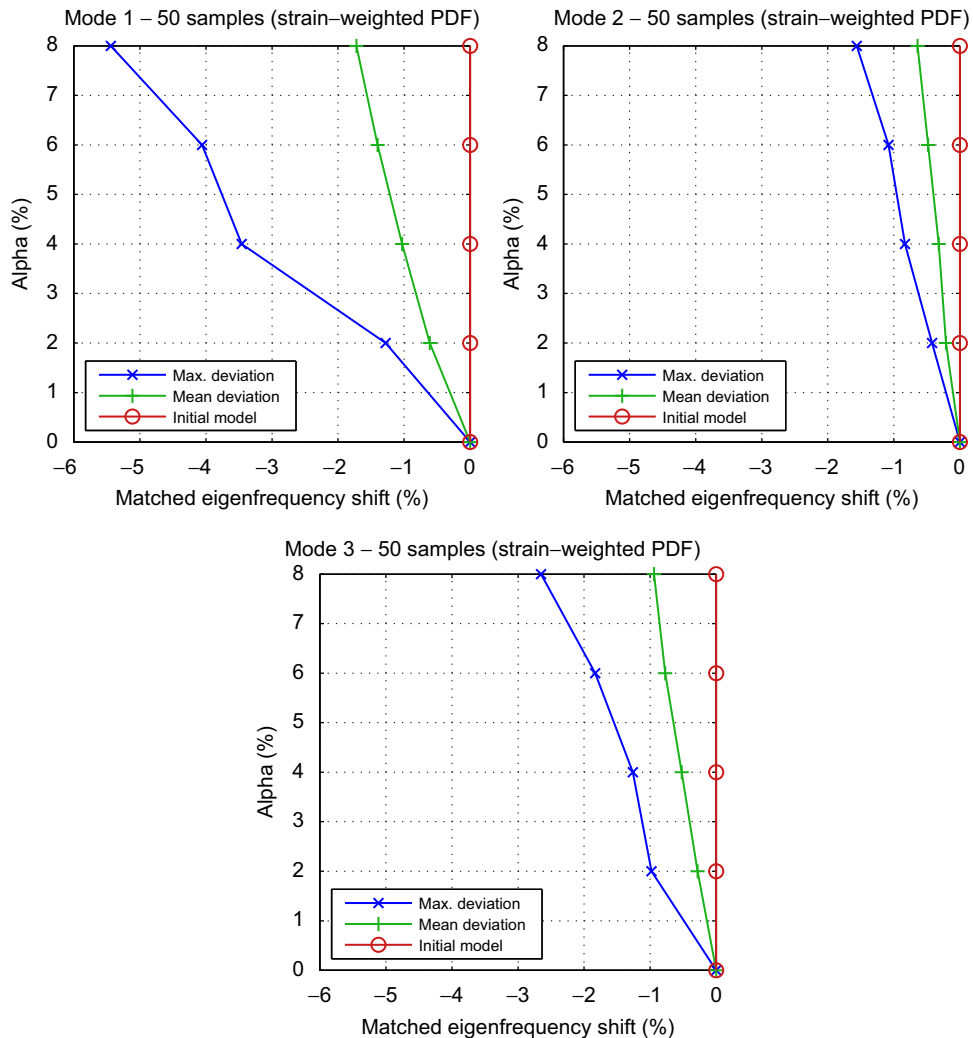 Mode 1 – 50 samples (strain–weighted PDF)
8
7
6
5
4
3
2
1
0
Alpha (%)
Max. deviation
Mean deviation
Initial model
–6 –5 –4 –3 –2 –1 0
Matched eigenfrequency shift (%)
Mode 2 – 50 samples (strain–weighted PDF)
8
7
6
5
4
3
2
1
0
Alpha (%)
Max. deviation
Mean deviation
Initial model
–6 –5 –4 –3 –2 –1 0
Matched eigenfrequency shift (%)
Mode 3 – 50 samples (strain–weighted PDF)
8
7
6
5
4
3
2
1
0
Alpha (%)
Max. deviation
Mean deviation
Initial model
–6 –5 –4 –3 –2 –1 0
Matched eigenfrequency shift (%)